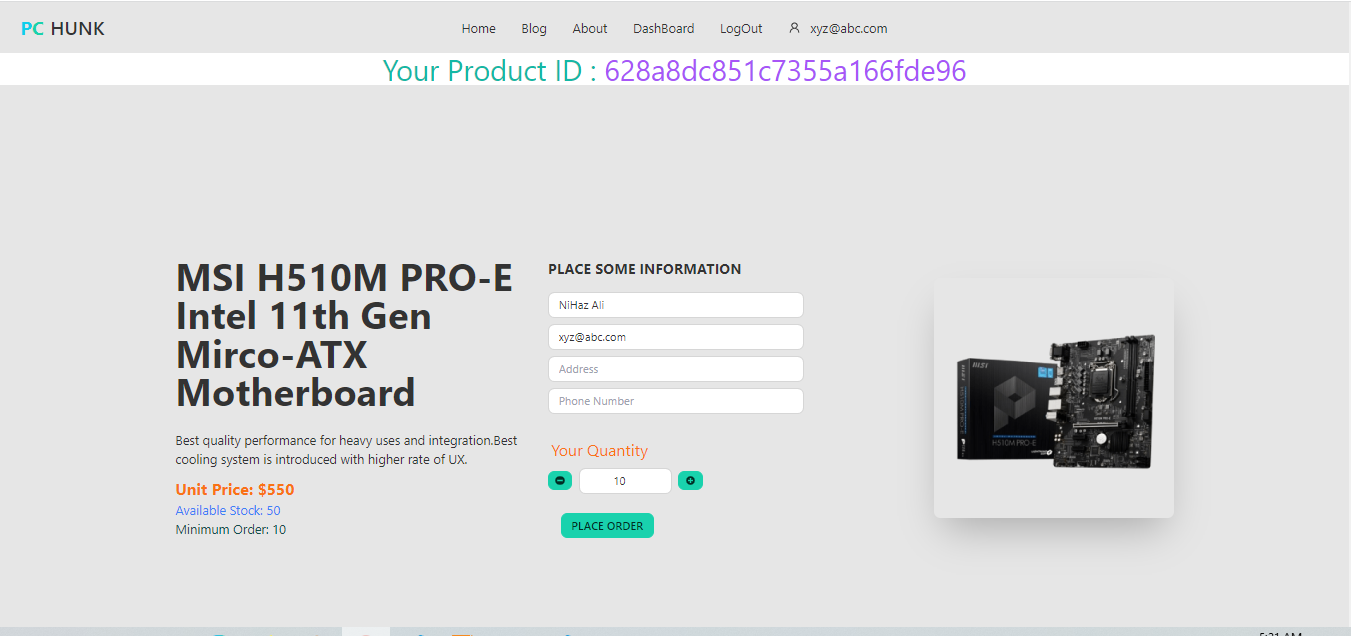 PC HUNK
Home Blog About DashBoard LogOut xyz@abc.com
Your Product ID : 628a8dc851c7355a166fde96
MSI H510M PRO-E
Intel 11th Gen
Mirco-ATX
Motherboard
Best quality performance for heavy uses and integration.Best
cooling system is introduced with higher rate of UX.
Unit Price: $550
Available Stock: 50
Minimum Order: 10
PLACE SOME INFORMATION
NiHaz Ali
xyz@abc.com
Address
Phone Number
Your Quantity
10
PLACE ORDER
msi
H510M PRO-E